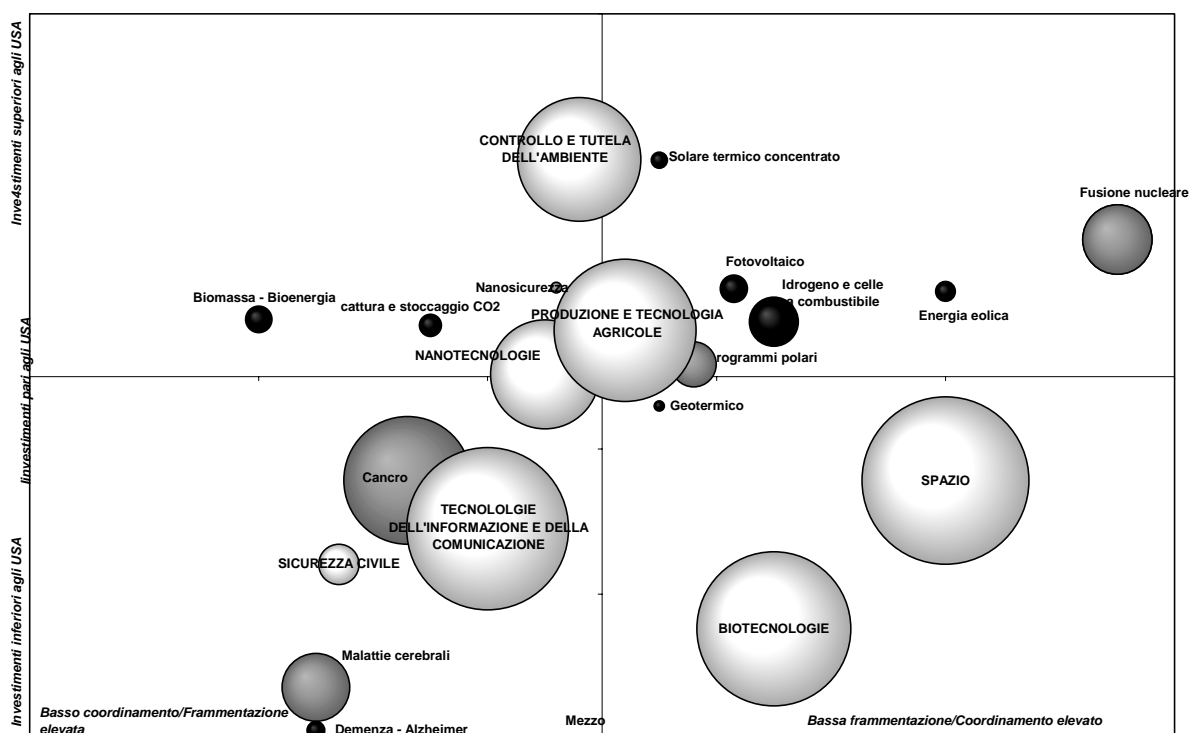 Inve4stimenti superiori agli USA
Iinvestimenti pari agli USA
Investimenti inferiori agli USA
CONTROLLO E TUTELA
DELL'AMBIENTE
Solare termico concentrato
Fusione nucleare
Fotovoltaico
Nanosicurezza
Idrogeno e celle
a combustibile
Biomassa - Bioenergia
cattura e stoccaggio CO2
Energia eolica
PRODUZIONE E TECNOLOGIA
AGRICOLE
NANOTECNOLOGIE
rogrammi polari
Geotermico
Cancro
SPAZIO
TECNOLOLGIE
DELL'INFORMAZIONE E DELLA
COMUNICAZIONE
SICUREZZA CIVILE
BIOTECNOLOGIE
Malattie cerebrali
Demenza - Alzheimer
Basso coordinamento/Frammentazione
elevata
Mezzo
Bassa frammentazione/Coordinamento elevato